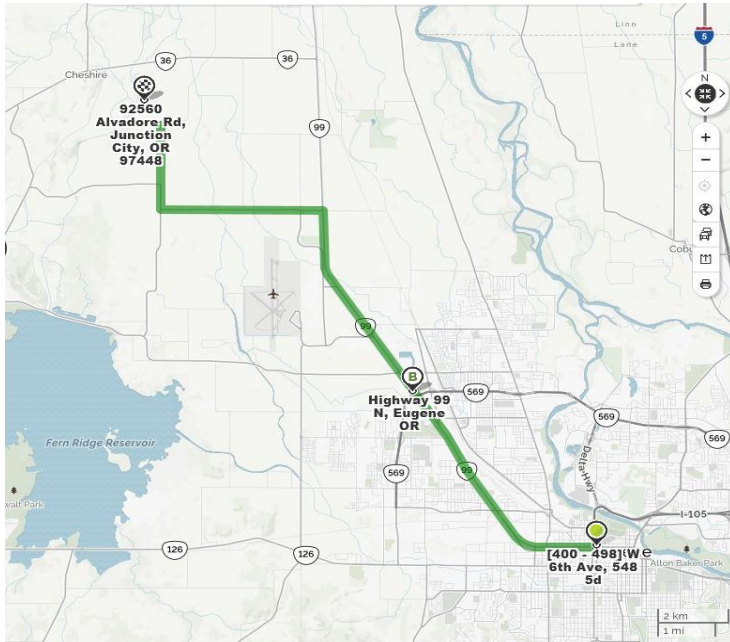 Linn
Lane
5
36
36
Cheshire
N
92560
Alvadore Rd,
Junction
City, OR
97448
99
+
−
Cobu
99
B
569
Highway 99
N, Eugene
OR
569
569
Delta Hwy
Fern Ridge Reservoir
569
99
walt Park
I-105
126
126
[400 - 498] W
6th Ave, 548
5d
Alton Baker Park
2 km
1 mi